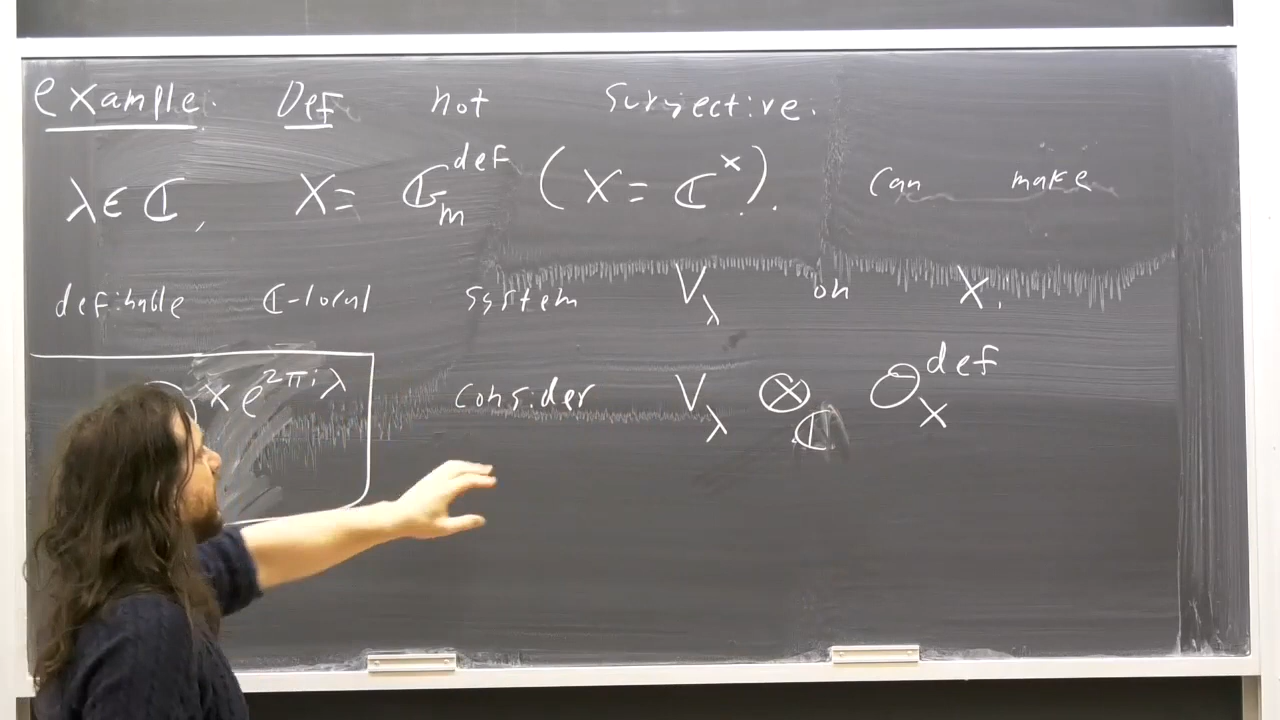 example. Def not surjective.
λ∈ℂ, X = 𝔾_m^def (X = ℂ^×). Can make
definable ℂ-local system V_λ on X.
x e^{2πiλ} consider V_λ ⊗_ℂ O_X^def